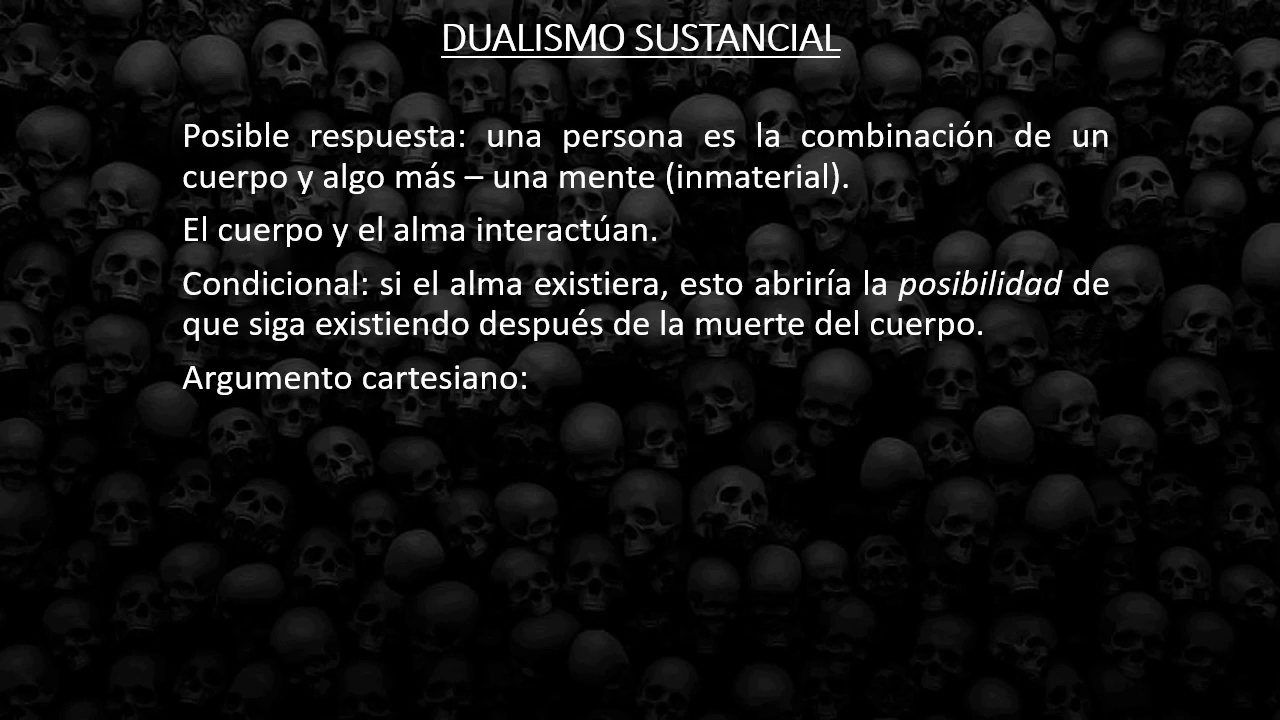 DUALISMO SUSTANCIAL
Posible respuesta: una persona es la combinación de un
cuerpo y algo más – una mente (inmaterial).
El cuerpo y el alma interactúan.
Condicional: si el alma existiera, esto abriría la posibilidad de
que siga existiendo después de la muerte del cuerpo.
Argumento cartesiano: